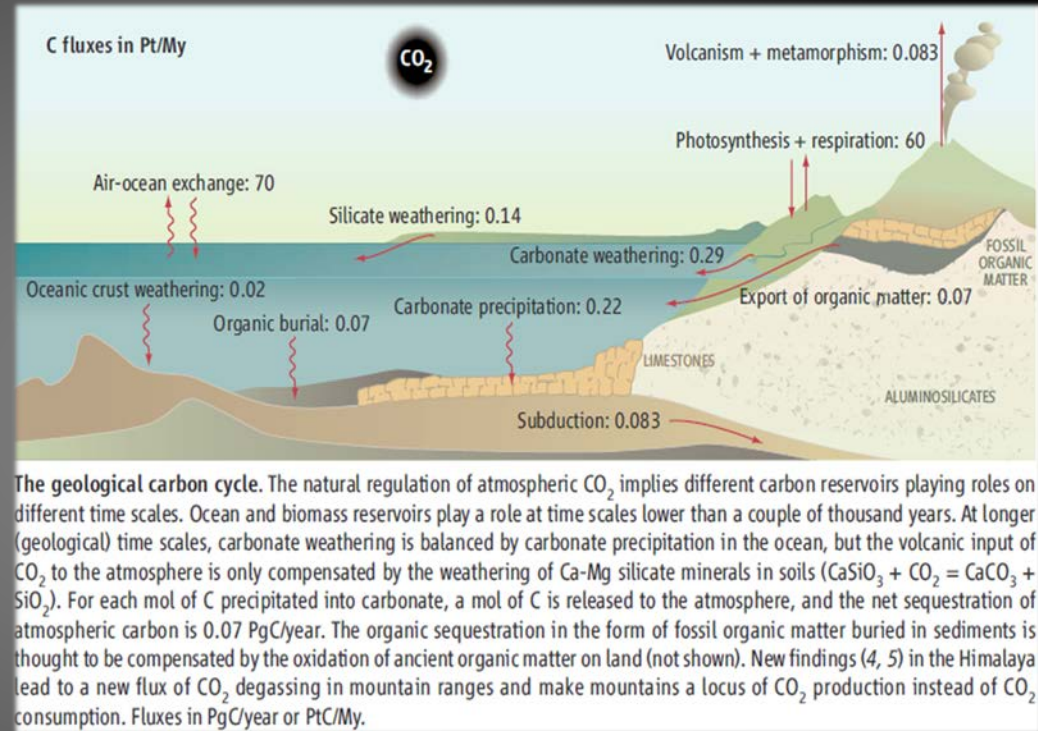 C fluxes in Pt/My
CO₂
Volcanism + metamorphism: 0.083
Photosynthesis + respiration: 60
Air-ocean exchange: 70
Silicate weathering: 0.14
Carbonate weathering: 0.29
FOSSIL
ORGANIC
MATTER
Oceanic crust weathering: 0.02
Export of organic matter: 0.07
Carbonate precipitation: 0.22
Organic burial: 0.07
LIMESTONES
ALUMINOSILICATES
Subduction: 0.083
The geological carbon cycle. The natural regulation of atmospheric CO₂ implies different carbon reservoirs playing roles on
different time scales. Ocean and biomass reservoirs play a role at time scales lower than a couple of thousand years. At longer
(geological) time scales, carbonate weathering is balanced by carbonate precipitation in the ocean, but the volcanic input of
CO₂ to the atmosphere is only compensated by the weathering of Ca-Mg silicate minerals in soils (CaSiO₃ + CO₂ = CaCO₃ +
SiO₂). For each mol of C precipitated into carbonate, a mol of C is released to the atmosphere, and the net sequestration of
atmospheric carbon is 0.07 PgC/year. The organic sequestration in the form of fossil organic matter buried in sediments is
thought to be compensated by the oxidation of ancient organic matter on land (not shown). New findings (4, 5) in the Himalaya
lead to a new flux of CO₂ degassing in mountain ranges and make mountains a locus of CO₂ production instead of CO₂
consumption. Fluxes in PgC/year or PtC/My.